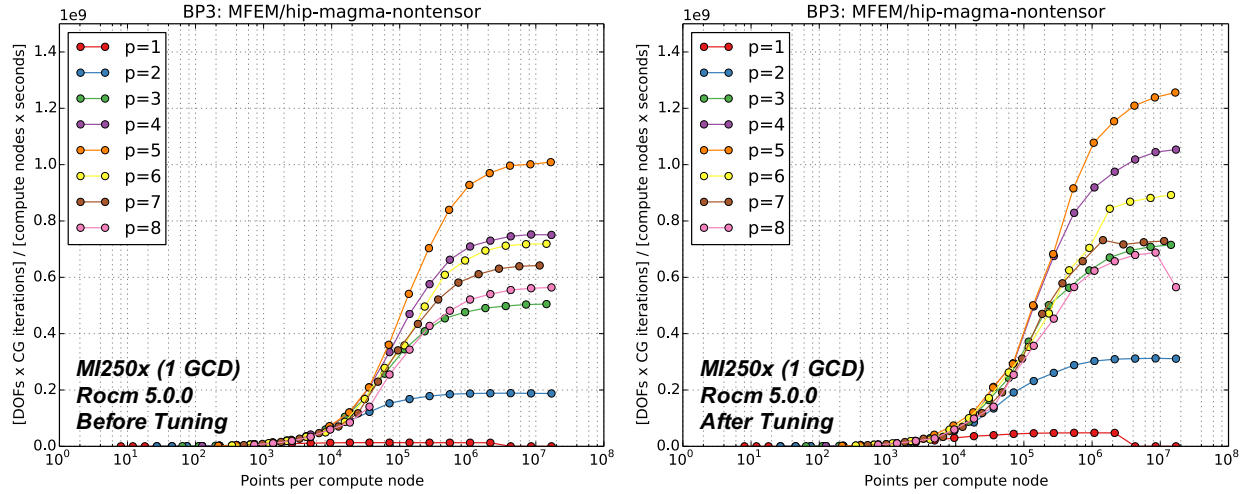 BP3: MFEM/hip-magma-nontensor
1e9
[DOFs x CG iterations] / [compute nodes x seconds]
1.4
1.2
1.0
0.8
0.6
0.4
0.2
0.0
p=1
p=2
p=3
p=4
p=5
p=6
p=7
p=8
MI250x (1 GCD)
Rocm 5.0.0
Before Tuning
10^0 10^1 10^2 10^3 10^4 10^5 10^6 10^7 10^8
Points per compute node
BP3: MFEM/hip-magma-nontensor
1e9
[DOFs x CG iterations] / [compute nodes x seconds]
1.4
1.2
1.0
0.8
0.6
0.4
0.2
0.0
p=1
p=2
p=3
p=4
p=5
p=6
p=7
p=8
MI250x (1 GCD)
Rocm 5.0.0
After Tuning
10^0 10^1 10^2 10^3 10^4 10^5 10^6 10^7 10^8
Points per compute node